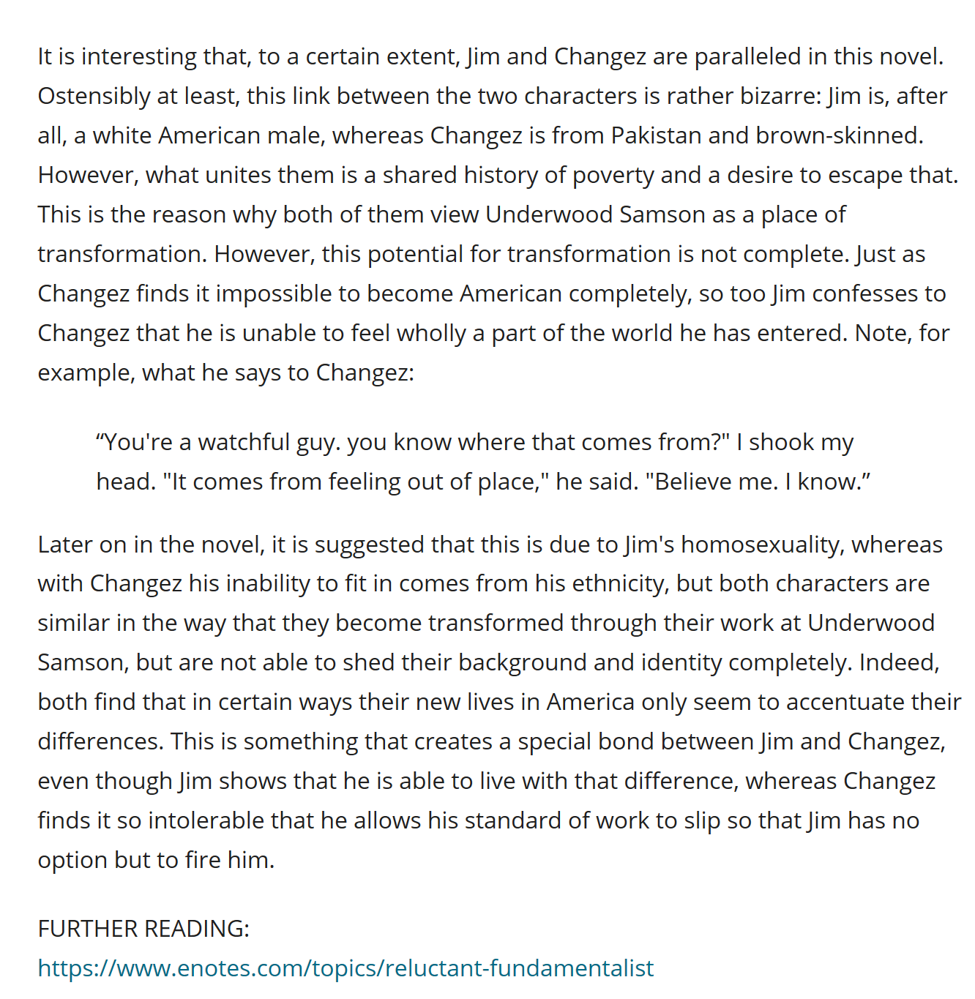 It is interesting that, to a certain extent, Jim and Changez are paralleled in this novel.
Ostensibly at least, this link between the two characters is rather bizarre: Jim is, after
all, a white American male, whereas Changez is from Pakistan and brown-skinned.
However, what unites them is a shared history of poverty and a desire to escape that.
This is the reason why both of them view Underwood Samson as a place of
transformation. However, this potential for transformation is not complete. Just as
Changez finds it impossible to become American completely, so too Jim confesses to
Changez that he is unable to feel wholly a part of the world he has entered. Note, for
example, what he says to Changez:
“You're a watchful guy. you know where that comes from?" I shook my
head. "It comes from feeling out of place," he said. "Believe me. I know.”
Later on in the novel, it is suggested that this is due to Jim's homosexuality, whereas
with Changez his inability to fit in comes from his ethnicity, but both characters are
similar in the way that they become transformed through their work at Underwood
Samson, but are not able to shed their background and identity completely. Indeed,
both find that in certain ways their new lives in America only seem to accentuate their
differences. This is something that creates a special bond between Jim and Changez,
even though Jim shows that he is able to live with that difference, whereas Changez
finds it so intolerable that he allows his standard of work to slip so that Jim has no
option but to fire him.
FURTHER READING:
https://www.enotes.com/topics/reluctant-fundamentalist